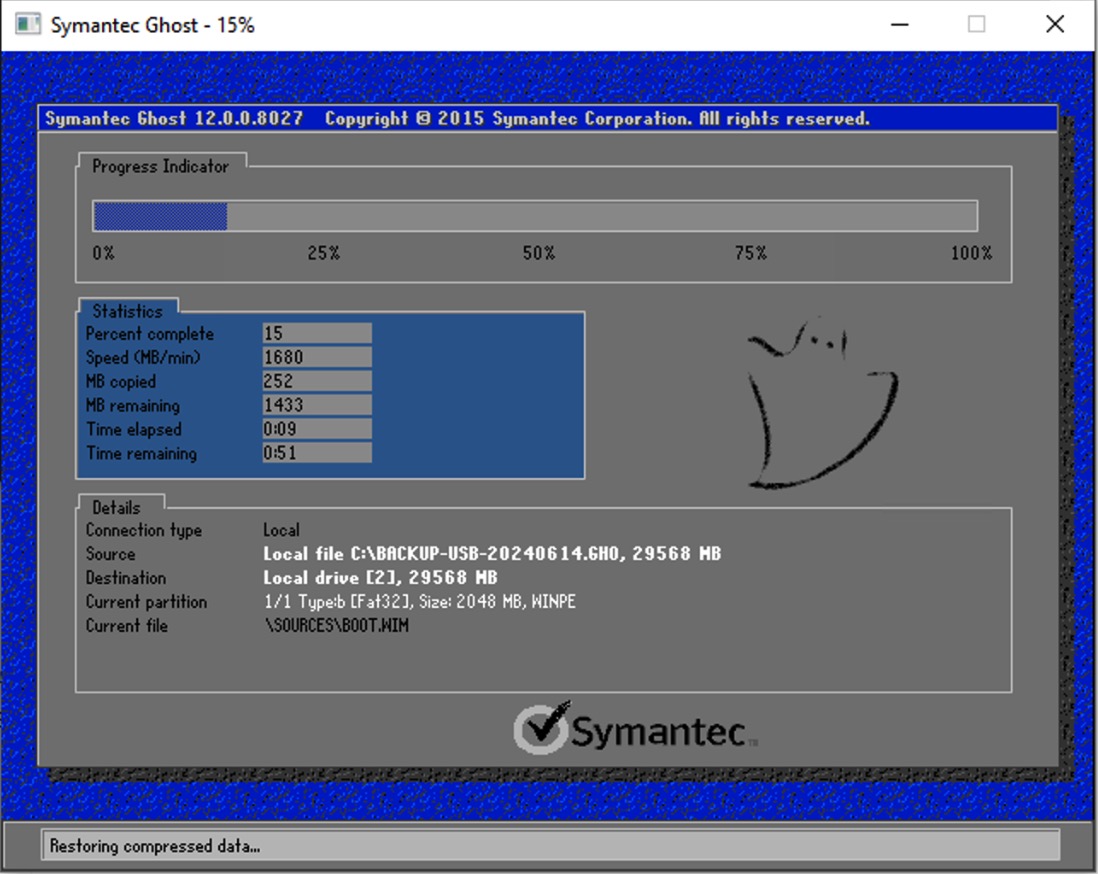 Symantec Ghost - 15%
Symantec Ghost 12.0.0.8027 Copyright © 2015 Symantec Corporation. All rights reserved.
Progress Indicator
0% 25% 50% 75% 100%
Statistics
Percent complete 15
Speed (MB/min) 1680
MB copied 252
MB remaining 1433
Time elapsed 0:09
Time remaining 0:51
Details
Connection type Local
Source Local file C:\BACKUP-USB-20240614.GHO, 29568 MB
Destination Local drive [2], 29568 MB
Current partition 1/1 Type:b [Fat32], Size: 2048 MB, WINPE
Current file \SOURCES\BOOT.WIM
Symantec™
Restoring compressed data...